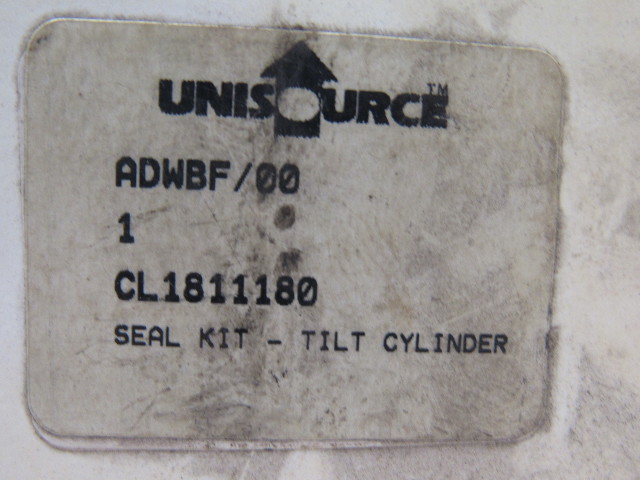 UNISOURCE™
ADWBF/00
1
CL1811180
SEAL KIT - TILT CYLINDER